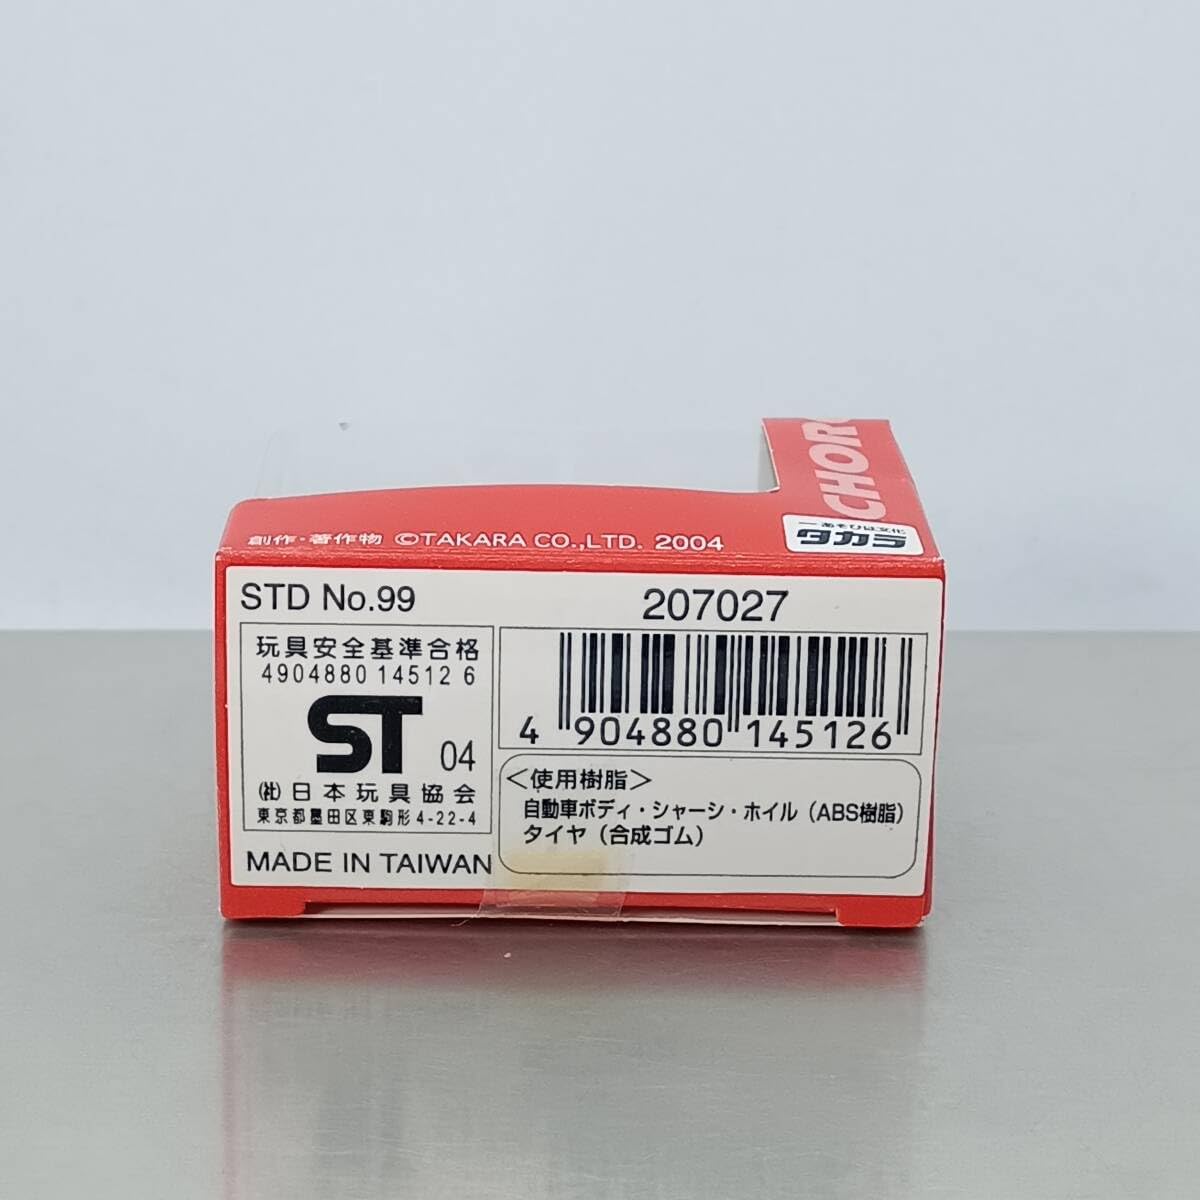 CHOR
一あそびは文化
タカラ
創作・著作物 ©TAKARA CO.,LTD. 2004
STD No.99
207027
玩具安全基準合格
4904880 14512 6
ST 04
㈳日本玩具協会
東京都墨田区東駒形4-22-4
MADE IN TAIWAN
4 904880 145126
＜使用樹脂＞
自動車ボディ・シャーシ・ホイル（ABS樹脂）
タイヤ（合成ゴム）